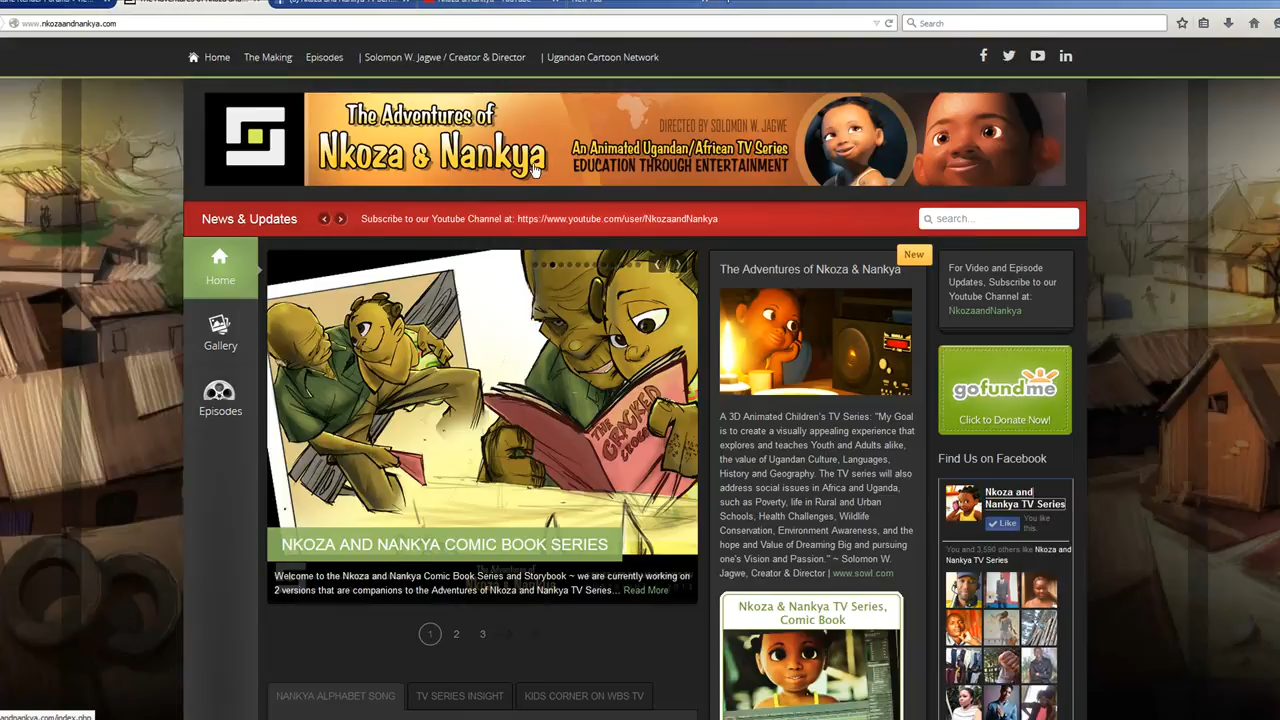 www.nkozaandnankya.com
Search
Home
The Making
Episodes
| Solomon W. Jagwe / Creator & Director
| Ugandan Cartoon Network
The Adventures of
Nkoza & Nankya
DIRECTED BY SOLOMON W. JAGWE
An Animated Ugandan/African TV Series
EDUCATION THROUGH ENTERTAINMENT
News & Updates
Subscribe to our Youtube Channel at: https://www.youtube.com/user/NkozaandNankya
search...
Home
Gallery
Episodes
THE
CRACKED
NKOZA AND NANKYA COMIC BOOK SERIES
Welcome to the Nkoza and Nankya Comic Book Series and Storybook ~ we are currently working on
2 versions that are companions to the Adventures of Nkoza and Nankya TV Series... Read More
1
2
3
NANKYA ALPHABET SONG
TV SERIES INSIGHT
KIDS CORNER ON WBS TV
New
The Adventures of Nkoza & Nankya
A 3D Animated Children's TV Series: "My Goal
is to create a visually appealing experience that
explores and teaches Youth and Adults alike,
the value of Ugandan Culture, Languages,
History and Geography. The TV series will also
address social issues in Africa and Uganda,
such as Poverty, life in Rural and Urban
Schools, Health Challenges, Wildlife
Conservation, Environment Awareness, and the
hope and Value of Dreaming Big and pursuing
one's Vision and Passion." ~ Solomon W.
Jagwe, Creator & Director | www.sowl.com
Nkoza & Nankya TV Series,
Comic Book
For Video and Episode
Updates, Subscribe to our
Youtube Channel at:
NkozaandNankya
gofundme
Click to Donate Now!
Find Us on Facebook
Nkoza and
Nankya TV Series
Like
You like
this.
You and 3,590 others like Nkoza and
Nankya TV Series
andnankya.com/index.php